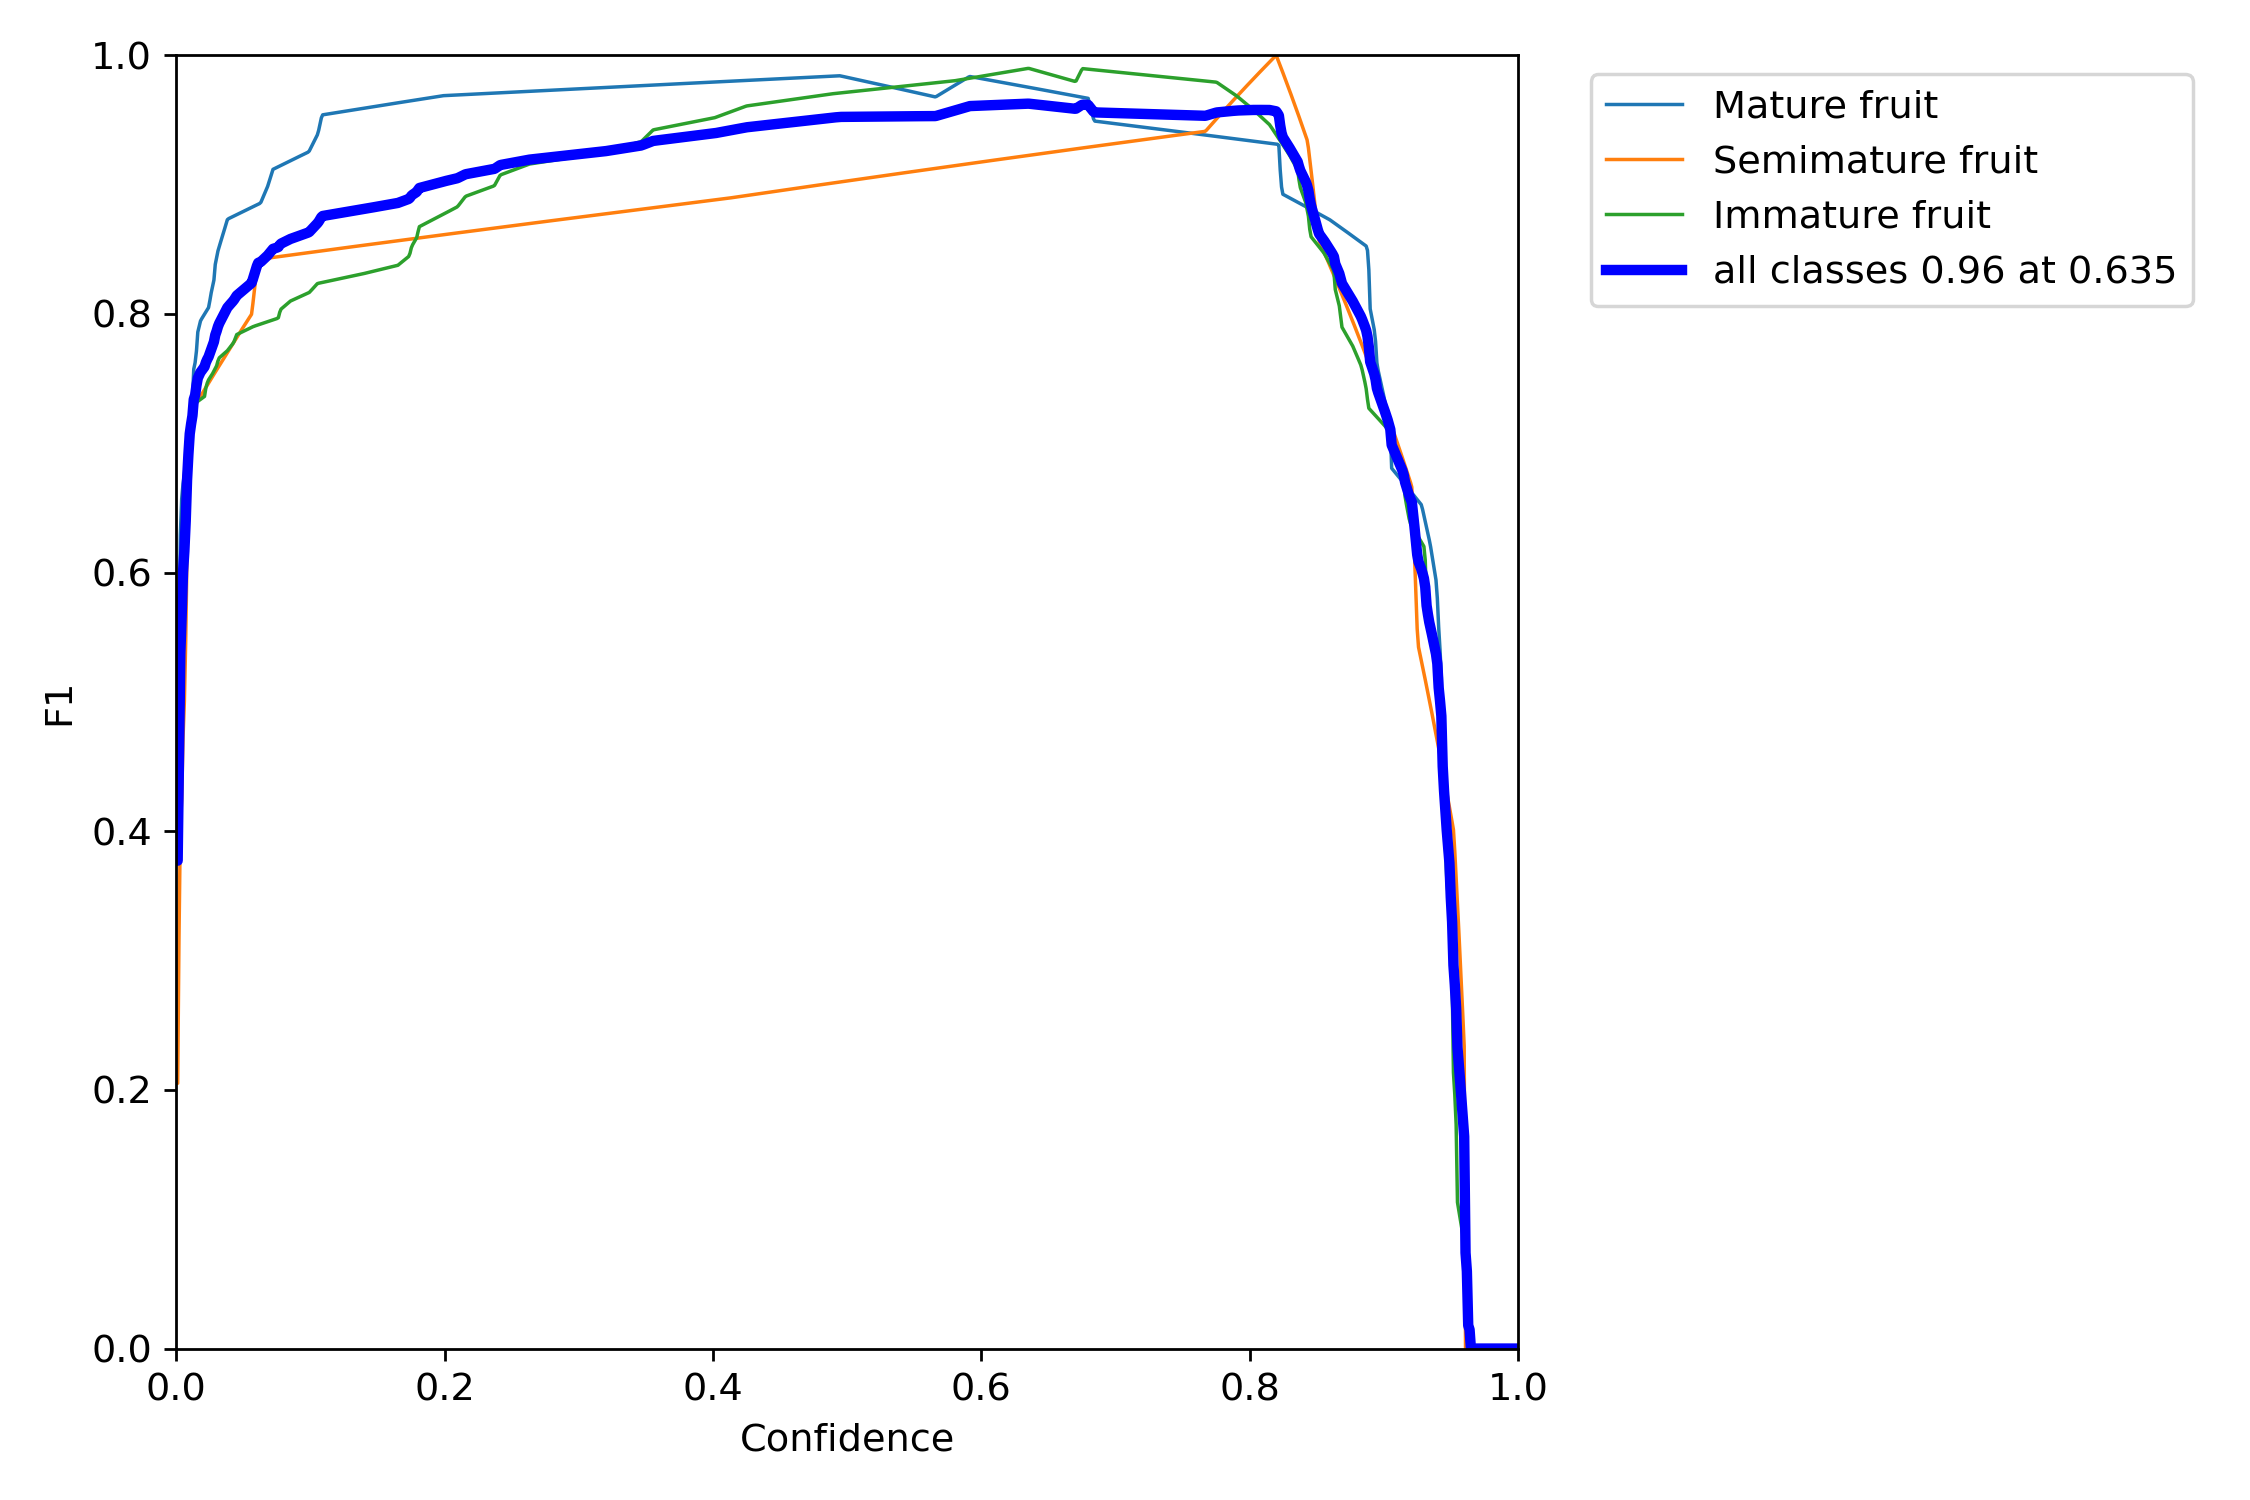 1.0
0.8
0.6
0.4
0.2
0.0
F1
0.0 0.2 0.4 0.6 0.8 1.0
Confidence
Mature fruit
Semimature fruit
Immature fruit
all classes 0.96 at 0.635